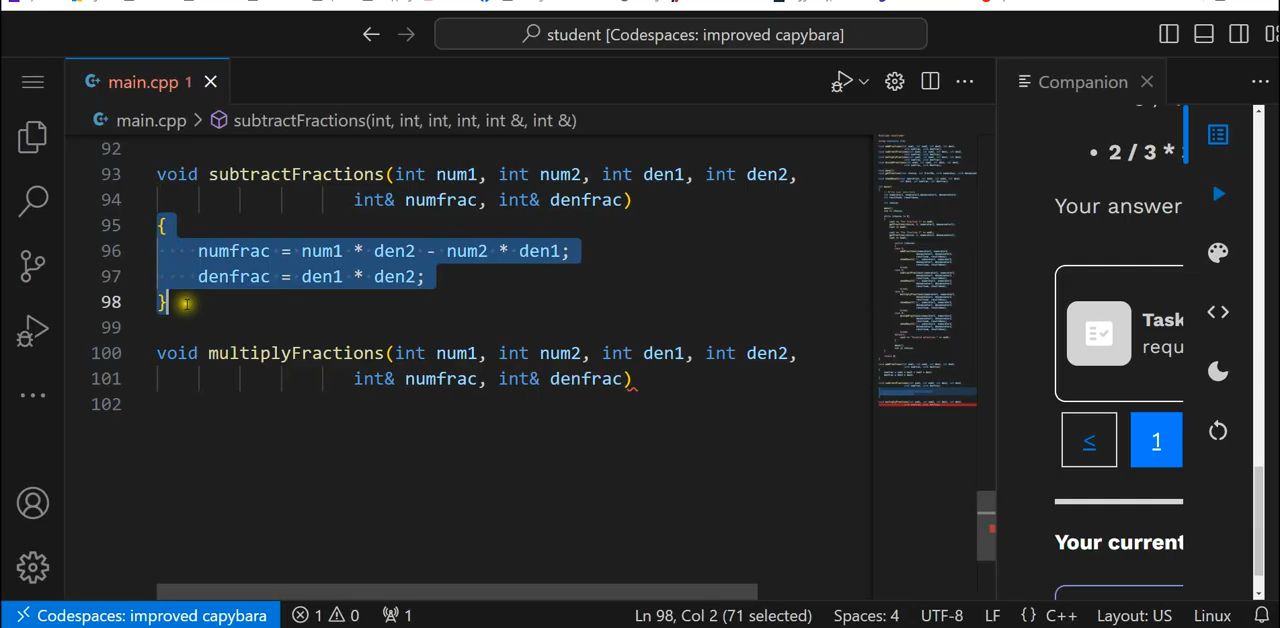 student [Codespaces: improved capybara]
main.cpp 1
Companion
main.cpp > subtractFractions(int, int, int, int, int &, int &)
92
93 void subtractFractions(int num1, int num2, int den1, int den2,
94 int& numfrac, int& denfrac)
95 {
96 numfrac = num1 * den2 - num2 * den1;
97 denfrac = den1 * den2;
98 }
99
100 void multiplyFractions(int num1, int num2, int den1, int den2,
101 int& numfrac, int& denfrac)
102
• 2 / 3 *
Your answer
Task
requ
≤ 1
Your current
Codespaces: improved capybara 1 0 1 Ln 98, Col 2 (71 selected) Spaces: 4 UTF-8 LF {} C++ Layout: US Linux